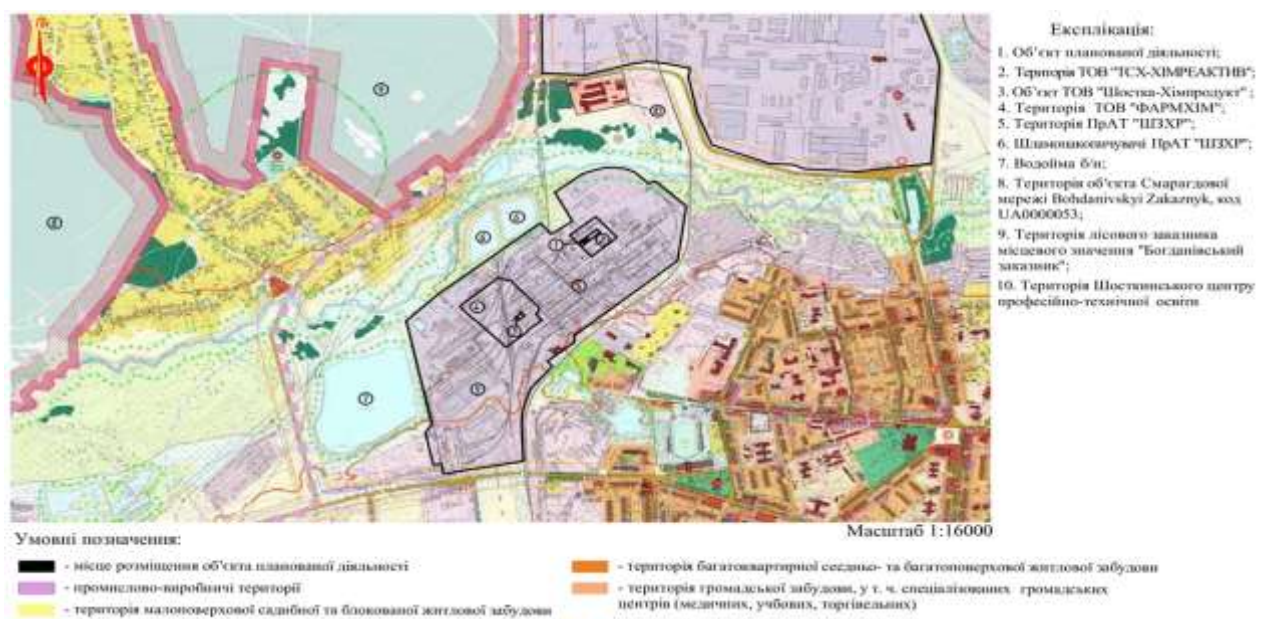 Експлікація:
1. Об'єкт планованої діяльності;
2. Територія ТОВ "ТСХ-ХІМРЕАКТИВ";
3. Об'єкт ТОВ "Шостка-Хімпродукт" ;
4. Територія ТОВ "ФАРМХІМ";
5. Територія ПрАТ "ШЗХР";
6. Шламонакопичувачі ПрАТ "ШЗХР";
7. Водойма б/н;
8. Територія об'єкта Смарагдової
мережі Bohdanivskyi Zakaznyk, код
UA0000053;
9. Територія лісового заказника
місцевого значення "Богданівський
заказник";
10. Територія Шосткинського центру
професійно-технічної освіти
Масштаб 1:16000
Умовні позначення:
- місце розміщення об'єкта планованої діяльності
- промислово-виробничі території
- територія малоповерхової садибної та блокованої житлової забудови
- територія багатоквартирної середньо- та багатоповерхової житлової забудови
- територія громадської забудови, у т. ч. спеціалізованих громадських
центрів (медичних, учбових, торгівельних)